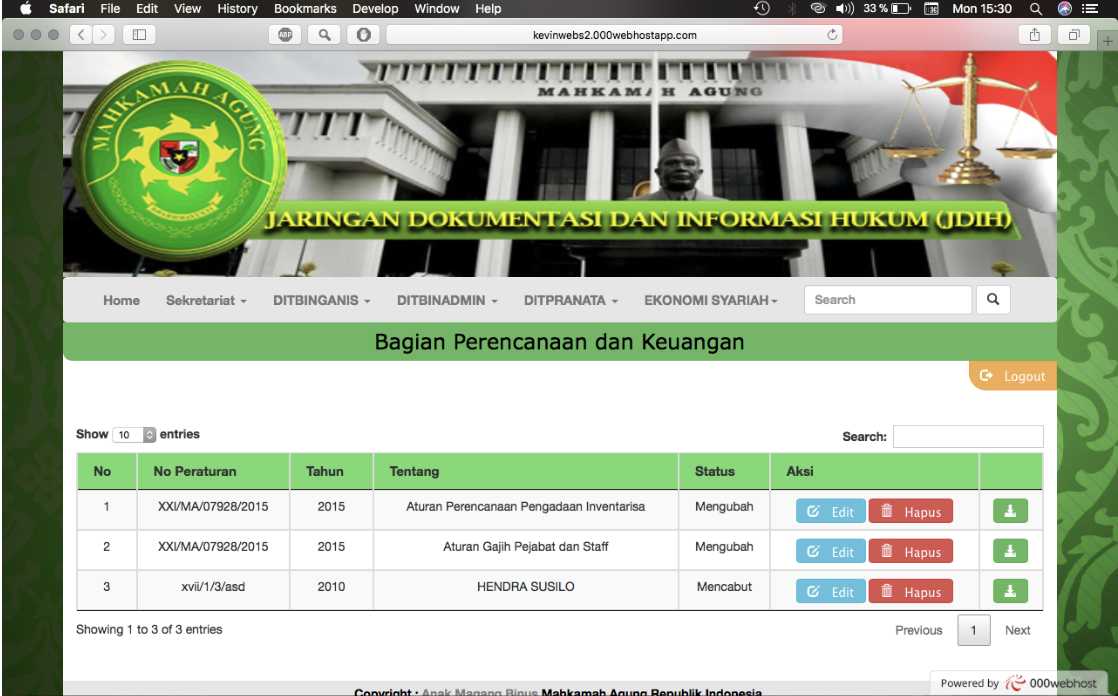 Safari File Edit View History Bookmarks Develop Window Help 33% Mon 15:30
ABP kevinwebs2.000webhostapp.com
MAHKAMAH AGUNG
MAHKAMAH AGUNG
JARINGAN DOKUMENTASI DAN INFORMASI HUKUM (JDIH)
Home Sekretariat DITBINGANIS DITBINADMIN DITPRANATA EKONOMI SYARIAH Search
Bagian Perencanaan dan Keuangan
Logout
Show 10 entries Search:
No No Peraturan Tahun Tentang Status Aksi
1 XXI/MA/07928/2015 2015 Aturan Perencanaan Pengadaan Inventarisa Mengubah Edit Hapus
2 XXI/MA/07928/2015 2015 Aturan Gajih Pejabat dan Staff Mengubah Edit Hapus
3 xvii/1/3/asd 2010 HENDRA SUSILO Mencabut Edit Hapus
Showing 1 to 3 of 3 entries Previous 1 Next
Powered by 000webhost
Copyright : Anak Magang Binus Mahkamah Agung Republik Indonesia